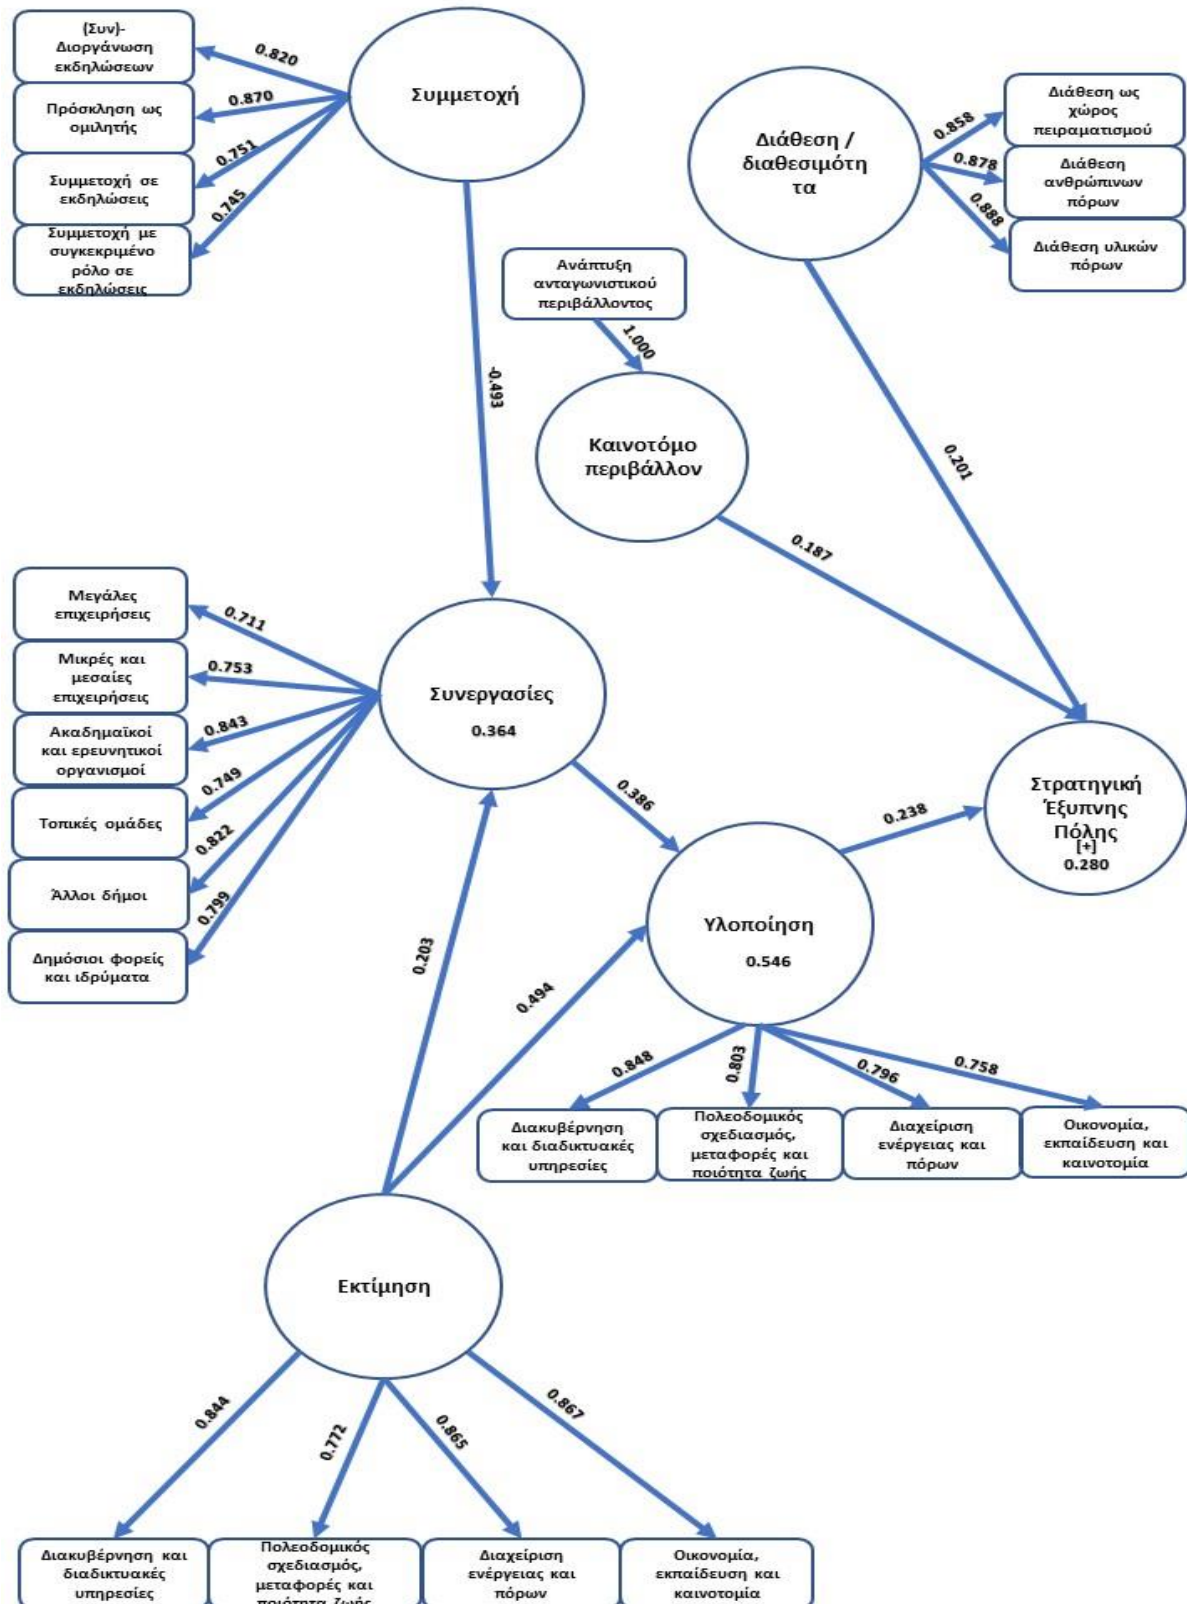 (Συν)-
Διοργάνωση
εκδηλώσεων
Πρόσκληση ως
ομιλητής
Συμμετοχή σε
εκδηλώσεις
Συμμετοχή με
συγκεκριμένο
ρόλο σε
εκδηλώσεις
0.820
0.870
0.751
0.745
Συμμετοχή
Διάθεση /
διαθεσιμότη
τα
0.858
0.878
0.888
Διάθεση ως
χώρος
πειραματισμού
Διάθεση
ανθρώπινων
πόρων
Διάθεση υλικών
πόρων
Ανάπτυξη
ανταγωνιστικού
περιβάλλοντος
1.000
-0.493
Καινοτόμο
περιβάλλον
0.201
0.187
Μεγάλες
επιχειρήσεις
Μικρές και
μεσαίες
επιχειρήσεις
Ακαδημαϊκοί
και ερευνητικοί
οργανισμοί
Τοπικές ομάδες
Άλλοι δήμοι
Δημόσιοι φορείς
και ιδρύματα
0.711
0.753
0.843
0.749
0.822
0.799
Συνεργασίες
0.364
0.386
0.238
Στρατηγική
Έξυπνης
Πόλης
[+]
0.280
Υλοποίηση
0.546
0.203
0.494
0.848
0.803
0.796
0.758
Διακυβέρνηση
και διαδικτυακές
υπηρεσίες
Πολεοδομικός
σχεδιασμός,
μεταφορές και
ποιότητα ζωής
Διαχείριση
ενέργειας και
πόρων
Οικονομία,
εκπαίδευση και
καινοτομία
Εκτίμηση
0.844
0.772
0.865
0.867
Διακυβέρνηση και
διαδικτυακές
υπηρεσίες
Πολεοδομικός
σχεδιασμός,
μεταφορές και
ποιότητα ζωής
Διαχείριση
ενέργειας και
πόρων
Οικονομία,
εκπαίδευση και
καινοτομία